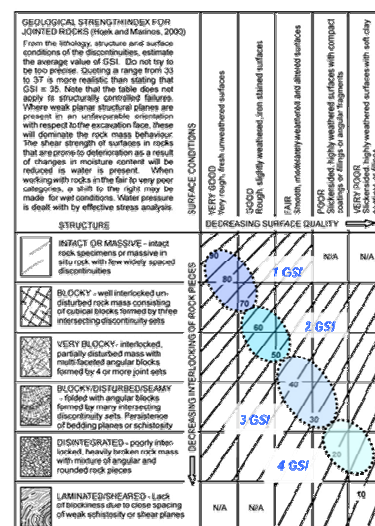 GEOLOGICAL STRENGTH INDEX FOR
JOINTED ROCKS (Hoek and Marinos, 2000)
From the lithology, structure and surface
conditions of the discontinuities, estimate
the average value of GSI. Do not try to
be too precise. Quoting a range from 33
to 37 is more realistic than stating that
GSI = 35. Note that the table does not
apply to structurally controlled failures.
Where weak planar structural planes are
present in an unfavourable orientation
with respect to the excavation face, these
will dominate the rock mass behaviour.
The shear strength of surfaces in rocks
that are prone to deterioration as a result
of changes in moisture content will be
reduced is water is present. When
working with rocks in the fair to very poor
categories, a shift to the right may be
made for wet conditions. Water pressure
is dealt with by effective stress analysis.
STRUCTURE
SURFACE CONDITIONS
VERY GOOD
Very rough, fresh unweathered surfaces
GOOD
Rough, slightly weathered, iron stained surfaces
FAIR
Smooth, moderately weathered and altered surfaces
POOR
Slickensided, highly weathered surfaces with compact
coatings or fillings or angular fragments
VERY POOR
Slickensided, highly weathered surfaces with soft clay
DECREASING SURFACE QUALITY
DECREASING INTERLOCKING OF ROCK PIECES
INTACT OR MASSIVE - intact
rock specimens or massive in
situ rock with few widely spaced
discontinuities
BLOCKY - well interlocked un-
disturbed rock mass consisting
of cubical blocks formed by three
intersecting discontinuity sets
VERY BLOCKY - interlocked,
partially disturbed mass with
multi-faceted angular blocks
formed by 4 or more joint sets
BLOCKY/DISTURBED/SEAMY
- folded with angular blocks
formed by many intersecting
discontinuity sets. Persistence
of bedding planes or schistosity
DISINTEGRATED - poorly inter-
locked, heavily broken rock mass
with mixture of angular and
rounded rock pieces
LAMINATED/SHEARED - Lack
of blockiness due to close spacing
of weak schistosity or shear planes
90
80
70
60
50
40
30
20
10
1 GSI
2 GSI
3 GSI
4 GSI
N/A
N/A
N/A
N/A